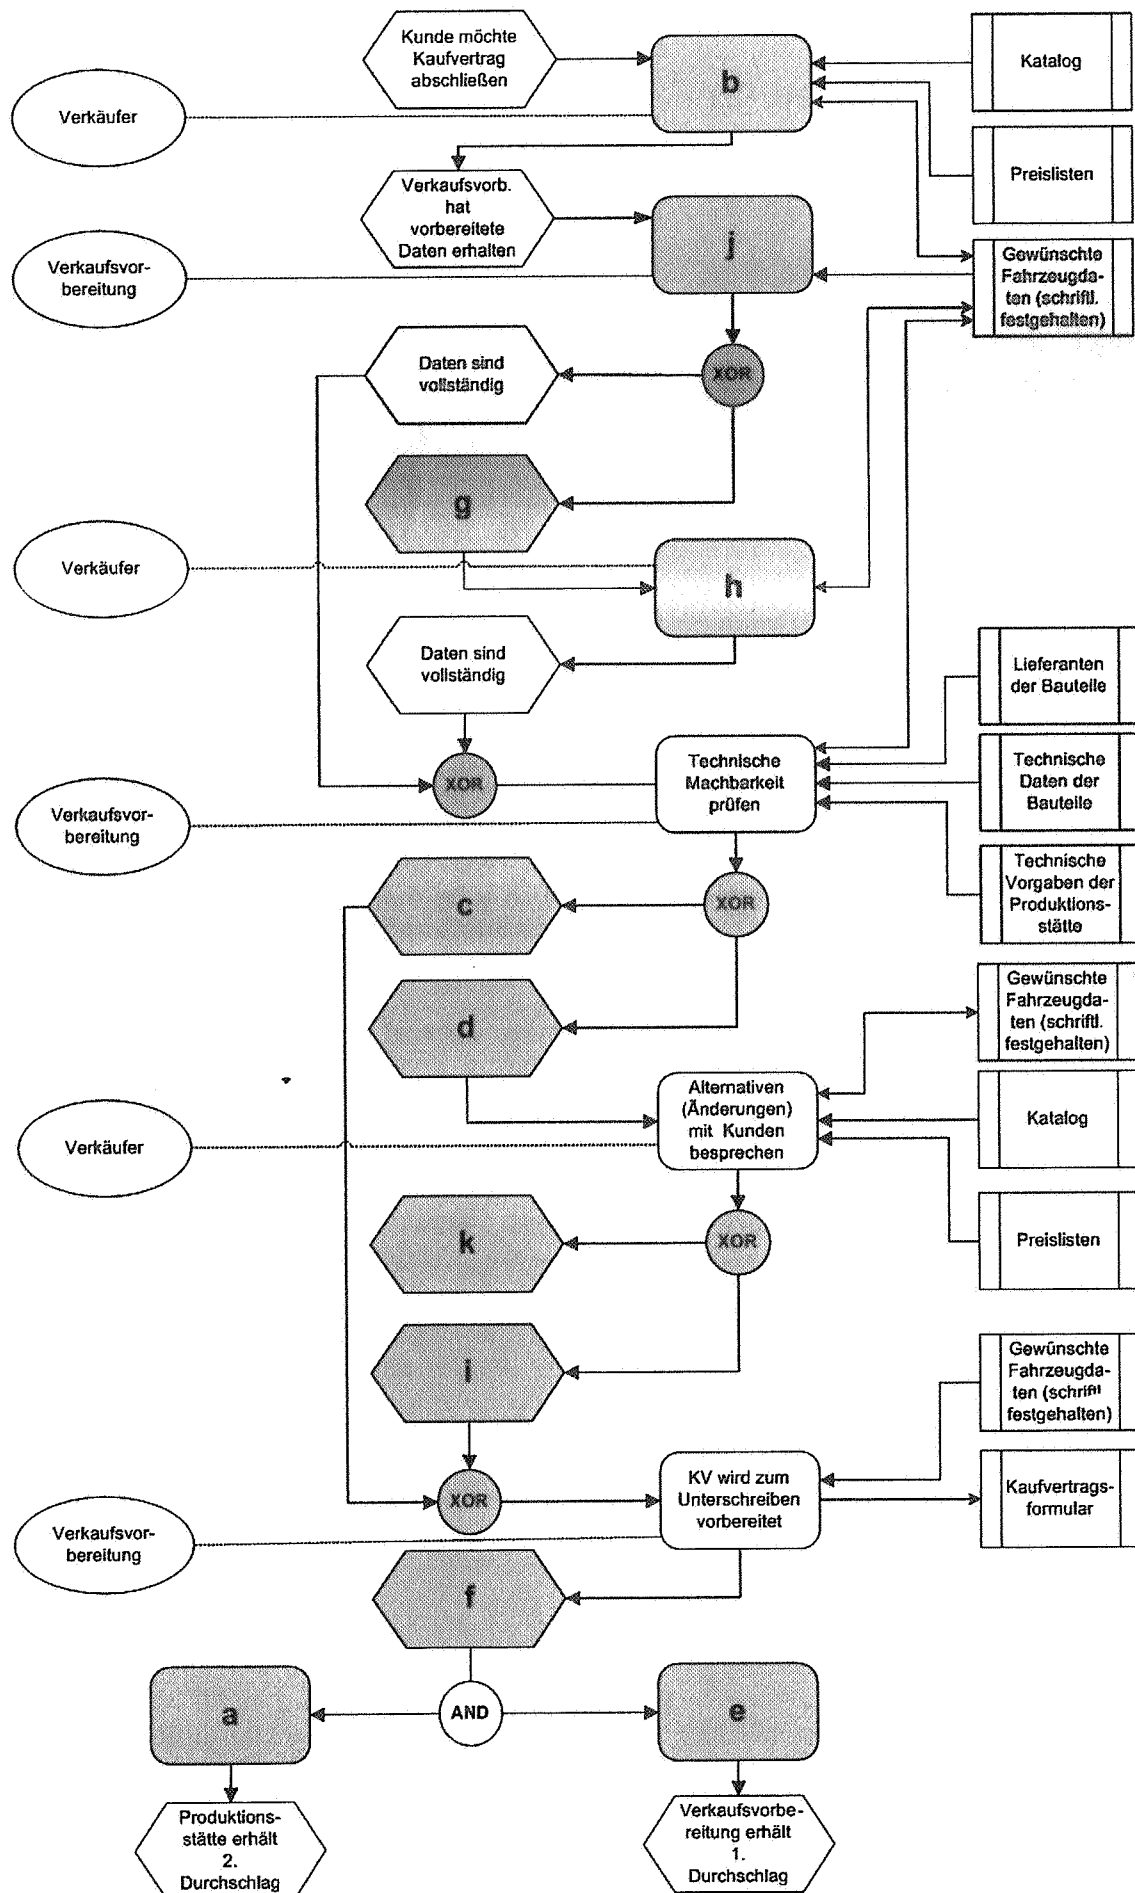 Kunde möchte
Kaufvertrag
abschließen
b
Katalog
Verkäufer
Preislisten
Verkaufsvorb.
hat
vorbereitete
Daten erhalten
j
Verkaufsvor-
bereitung
Gewünschte
Fahrzeugda-
ten (schriftl.
festgehalten)
Daten sind
vollständig
XOR
g
Verkäufer
h
Daten sind
vollständig
Lieferanten
der Bauteile
XOR
Technische
Machbarkeit
prüfen
Technische
Daten der
Bauteile
Verkaufsvor-
bereitung
Technische
Vorgaben der
Produktions-
stätte
c
XOR
d
Gewünschte
Fahrzeugda-
ten (schriftl.
festgehalten)
Verkäufer
Alternativen
(Änderungen)
mit Kunden
besprechen
Katalog
k
XOR
Preislisten
i
Gewünschte
Fahrzeugda-
ten (schriftl
festgehalten)
XOR
KV wird zum
Unterschreiben
vorbereitet
Kaufvertrags-
formular
Verkaufsvor-
bereitung
f
a
AND
e
Produktions-
stätte erhält
2.
Durchschlag
Verkaufsvorbe-
reitung erhält
1.
Durchschlag